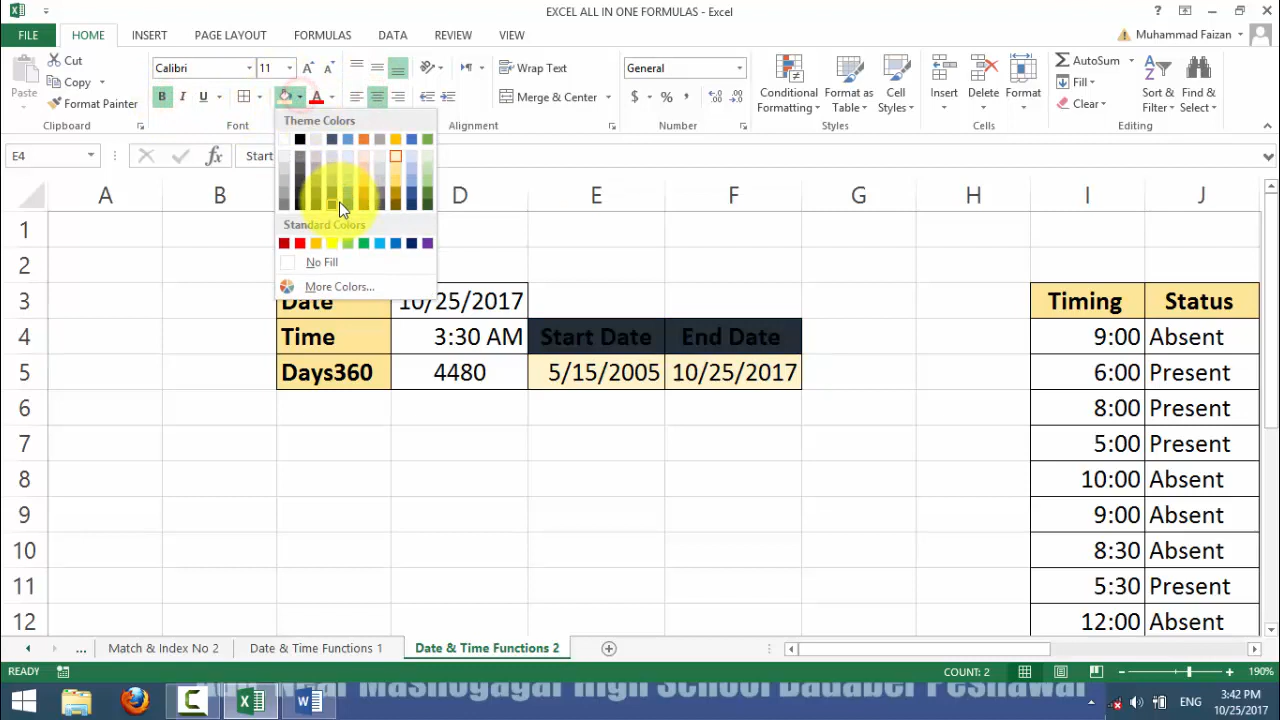 EXCEL ALL IN ONE FORMULAS - Excel
FILE HOME INSERT PAGE LAYOUT FORMULAS DATA REVIEW VIEW Muhammad Faizan
Paste Cut Copy Format Painter Clipboard
Calibri 11 B I U Font
Wrap Text Merge & Center Alignment
General $ % , Number
Conditional Formatting Format as Table Cell Styles Styles
Insert Delete Format Cells
AutoSum Fill Clear Sort & Filter Find & Select Editing
E4 fx Start
Theme Colors
Standard Colors
No Fill
More Colors...
A B D E F G H I J
1
2
3 Date 10/25/2017 Timing Status
4 Time 3:30 AM Start Date End Date 9:00 Absent
5 Days360 4480 5/15/2005 10/25/2017 6:00 Present
6 8:00 Present
7 5:00 Present
8 10:00 Absent
9 9:00 Absent
10 8:30 Absent
11 5:30 Present
12 12:00 Absent
... Match & Index No 2 Date & Time Functions 1 Date & Time Functions 2
READY COUNT: 2 190%
Near Mashogagar High School Badaber Peshawar
ENG 3:42 PM
10/25/2017